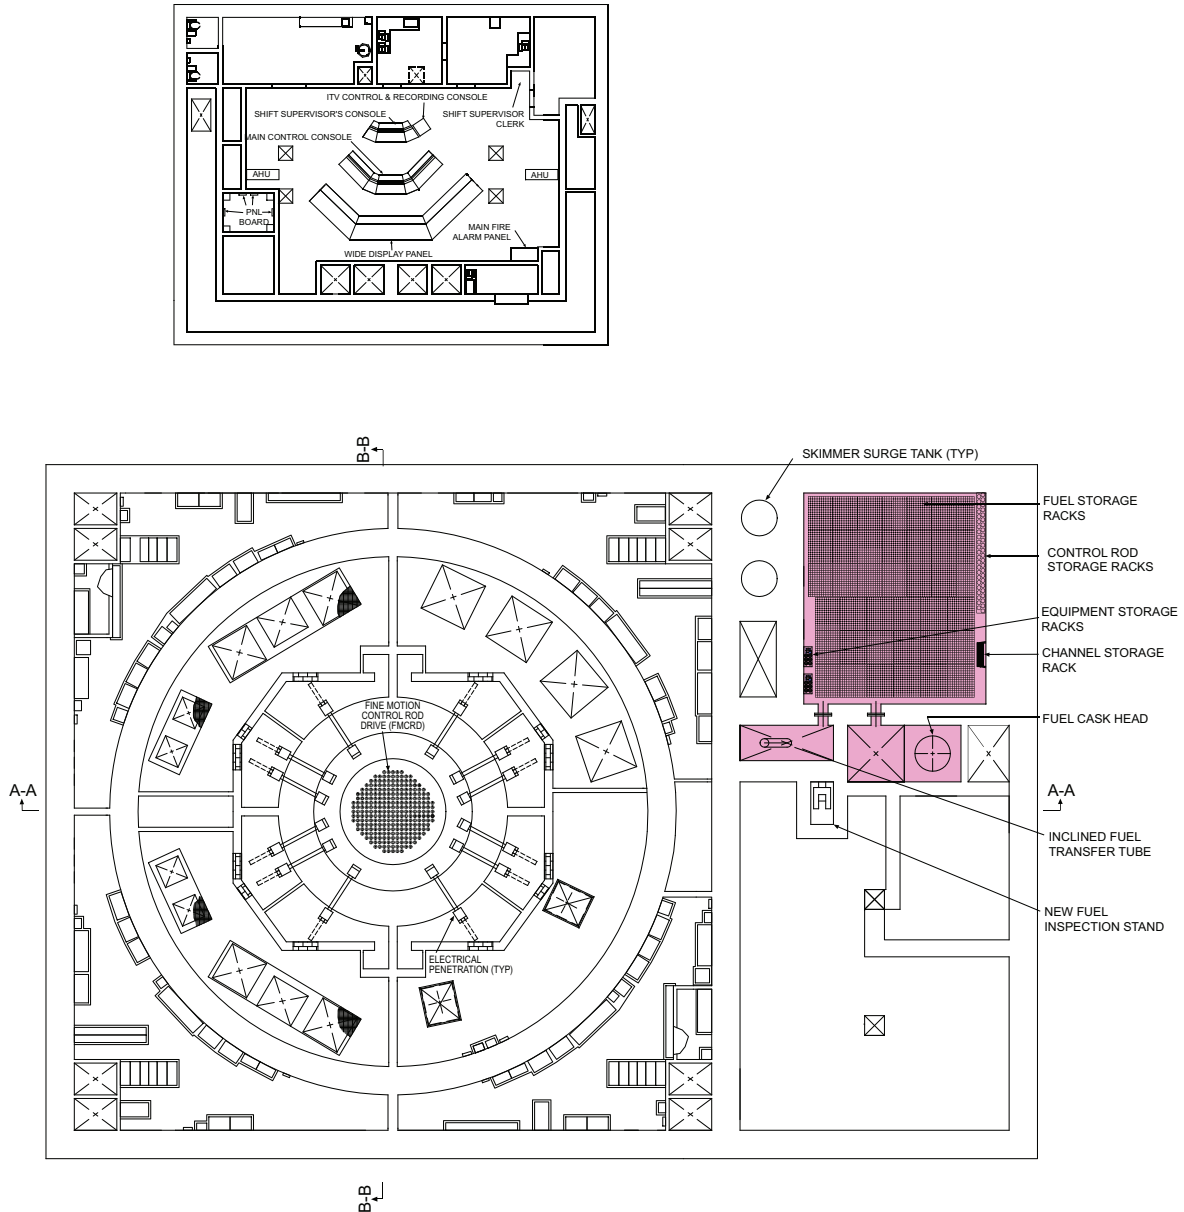 ITV CONTROL & RECORDING CONSOLE
SHIFT SUPERVISOR'S CONSOLE
SHIFT SUPERVISOR
CLERK
MAIN CONTROL CONSOLE
AHU
AHU
PNL
BOARD
MAIN FIRE
ALARM PANEL
WIDE DISPLAY PANEL
B-B
SKIMMER SURGE TANK (TYP)
FUEL STORAGE
RACKS
CONTROL ROD
STORAGE RACKS
EQUIPMENT STORAGE
RACKS
CHANNEL STORAGE
RACK
FINE MOTION
CONTROL ROD
DRIVE (FMCRD)
FUEL CASK HEAD
A-A
A-A
INCLINED FUEL
TRANSFER TUBE
NEW FUEL
INSPECTION STAND
ELECTRICAL
PENETRATION (TYP)
B-B